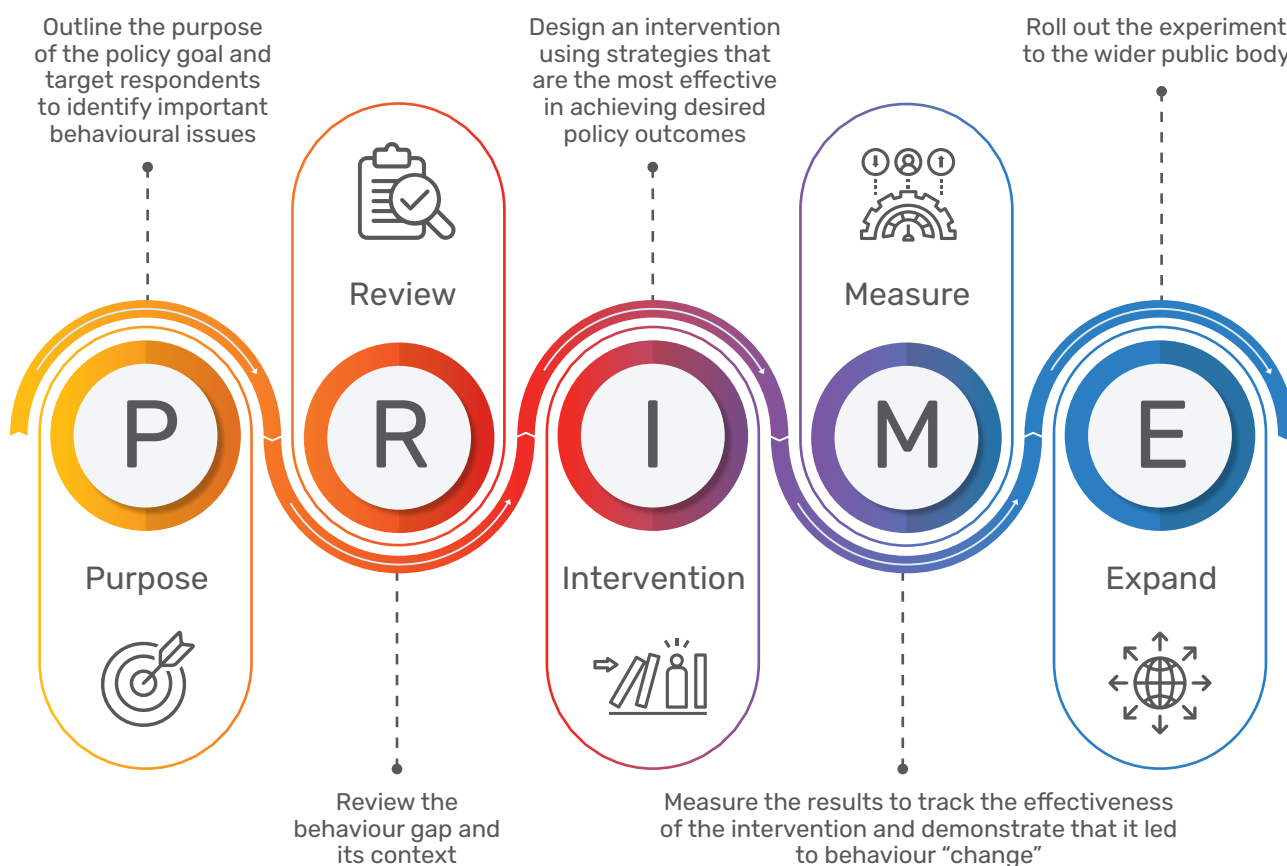 Outline the purpose
of the policy goal and
target respondents
to identify important
behavioural issues
Design an intervention
using strategies that
are the most effective
in achieving desired
policy outcomes
Roll out the experiment
to the wider public body
Review
Measure
P
R
I
M
E
Purpose
Intervention
Expand
Review the
behaviour gap and
its context
Measure the results to track the effectiveness
of the intervention and demonstrate that it led
to behaviour “change”